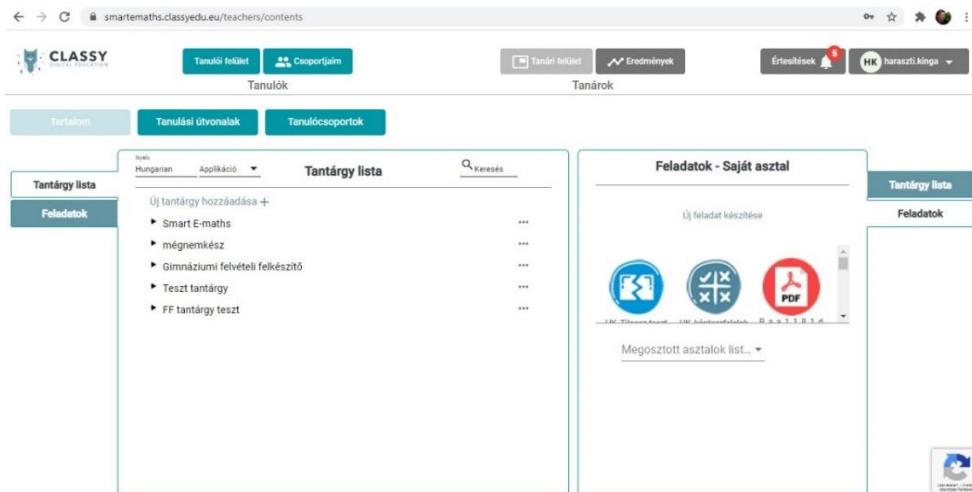 smartemaths.classyedu.eu/teachers/contents
CLASSY
DIGITAL EDUCATION
Tanulói felület
Csoportjaim
Tanulók
Tanári felület
Eredmények
Tanárok
Értesítések
5
HK haraszti.kinga
Tartalom
Tanulási útvonalak
Tanulócsoportok
Tantárgy lista
Feladatok
Nyelv
Hungarian
Applikáció
Tantárgy lista
Keresés
Új tantárgy hozzáadása +
Smart E-maths
mégnemkész
Gimnáziumi felvételi felkészítő
Teszt tantárgy
FF tantárgy teszt
Feladatok - Saját asztal
Új feladat készítése
PDF
Megosztott asztalok list...
Tantárgy lista
Feladatok